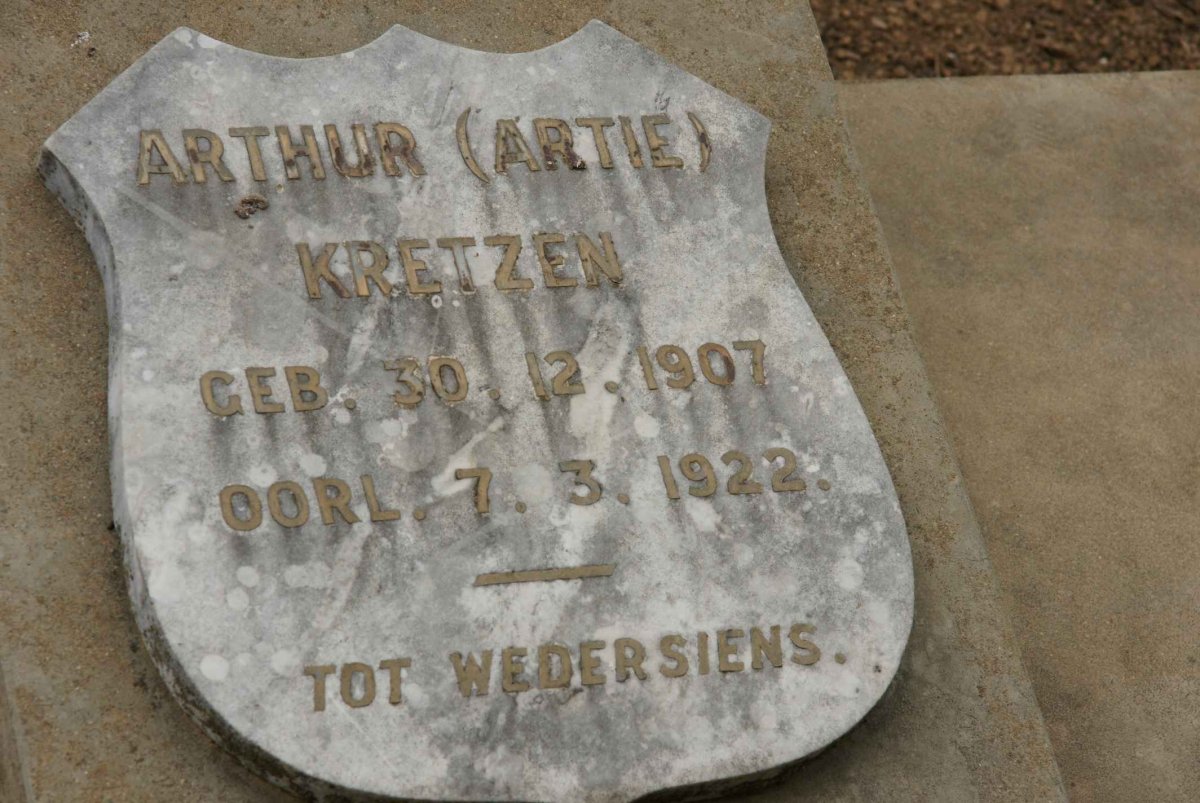 ARTHUR (ARTIE)
KRETZEN
GEB. 30.12.1907
OORL. 7.3.1922.
TOT WEDERSIENS.